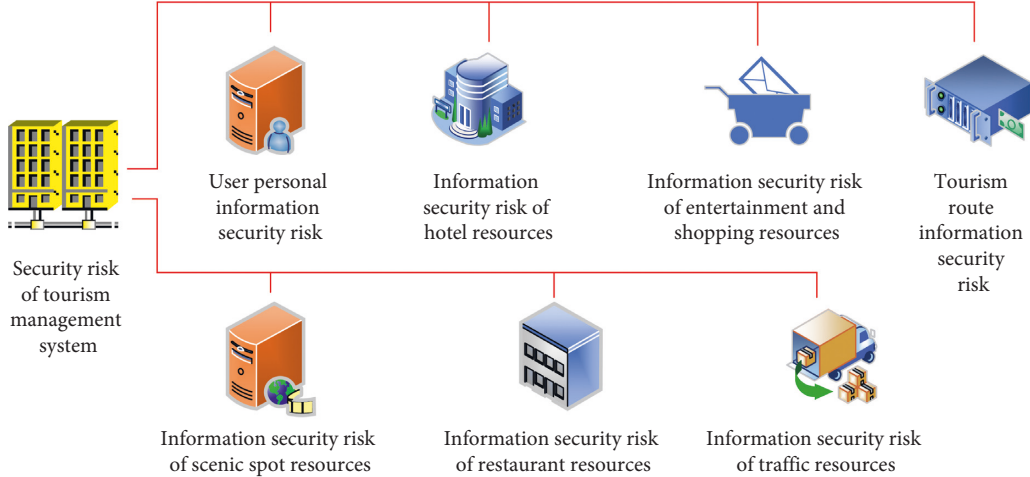 Security risk
of tourism
management
system
User personal
information
security risk
Information
security risk of
hotel resources
Information security risk
of entertainment and
shopping resources
Tourism
route
information
security
risk
Information security risk
of scenic spot resources
Information security risk
of restaurant resources
Information security risk
of traffic resources